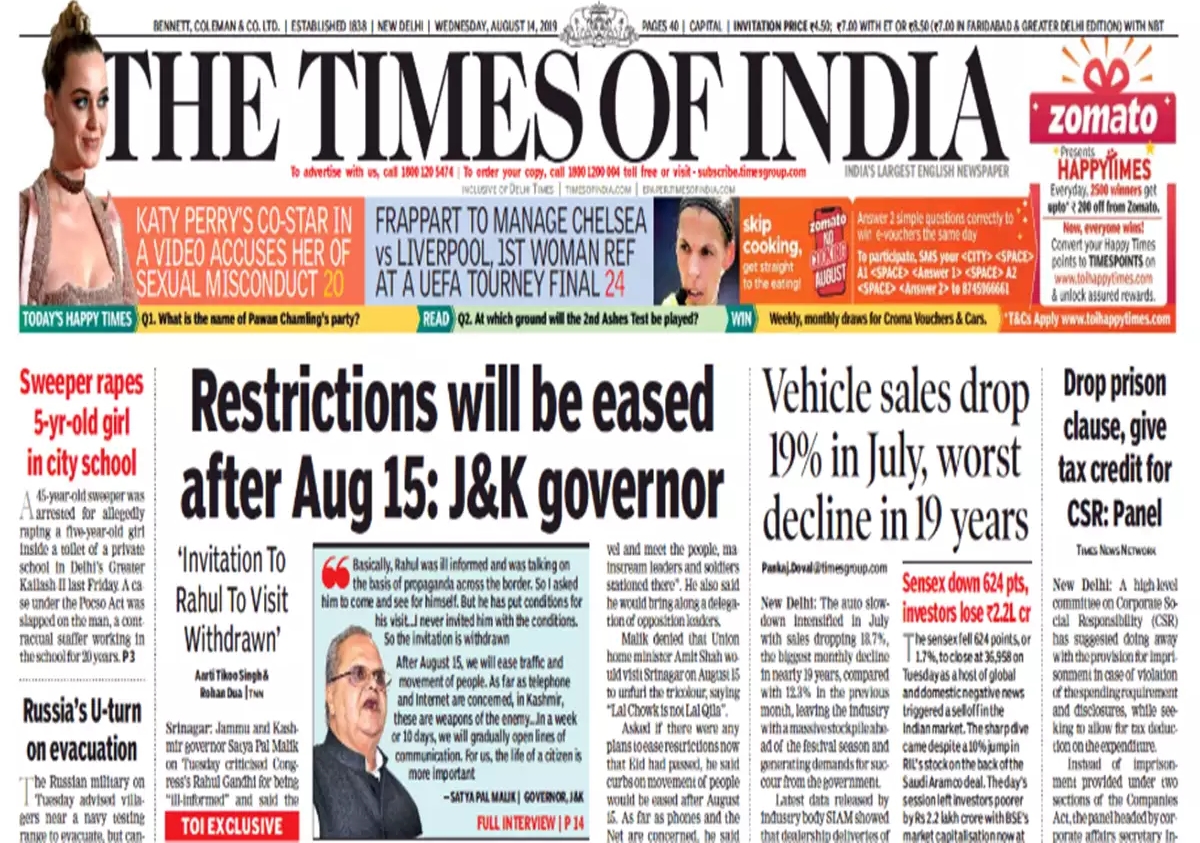 BENNETT, COLEMAN & CO. LTD. | ESTABLISHED 1838 | NEW DELHI | WEDNESDAY, AUGUST 14, 2019
PAGES 40 | CAPITAL | INVITATION PRICE ₹4.50; ₹7.00 WITH ET OR ₹8.50 (₹7.00 IN FARIDABAD & GREATER DELHI EDITION) WITH NBT
THE TIMES OF INDIA
To advertise with us, call 1800 120 5474 | To order your copy, call 1800 1200 004 toll free or visit - subscribe.timesgroup.com
INDIA'S LARGEST ENGLISH NEWSPAPER
INCLUSIVE OF DELHI TIMES | TIMESOFINDIA.COM | EPAPER.TIMESOFINDIA.COM
zomato
Presents
HAPPYTIMES
Everyday, 2500 winners get
upto* ₹ 200 off from Zomato.
Now, everyone wins!
Convert your Happy Times
points to TIMESPOINTS on
www.toihappytimes.com
& unlock assured rewards.
KATY PERRY'S CO-STAR IN
A VIDEO ACCUSES HER OF
SEXUAL MISCONDUCT 20
FRAPPART TO MANAGE CHELSEA
vs LIVERPOOL, 1ST WOMAN REF
AT A UEFA TOURNEY FINAL 24
skip
cooking,
get straight
to the eating!
zomato
NO
COOKING
AUGUST
Answer 2 simple questions correctly to
win e-vouchers the same day
To participate, SMS your <CITY> <SPACE>
A1 <SPACE> <Answer 1> <SPACE> A2
<SPACE> <Answer 2> to 8745966661
TODAY'S HAPPY TIMES
Q1. What is the name of Pawan Chamling's party?
READ
Q2. At which ground will the 2nd Ashes Test be played?
WIN
Weekly, monthly draws for Croma Vouchers & Cars.
*T&Cs Apply www.toihappytimes.com
Sweeper rapes
5-yr-old girl
in city school
A 45-year-old sweeper was
arrested for allegedly
raping a five-year-old girl
inside a toilet of a private
school in Delhi's Greater
Kailash II last Friday. A ca-
se under the Pocso Act was
slapped on the man, a cont-
ractual staffer working in
the school for 20 years. P3
Russia's U-turn
on evacuation
The Russian military on
Tuesday advised villa-
gers near a navy testing
range to evacuate, but can-
Restrictions will be eased
after Aug 15: J&K governor
'Invitation To
Rahul To Visit
Withdrawn'
Aarti Tikoo Singh &
Rohan Dua | TNN
Srinagar: Jammu and Kash-
mir governor Satya Pal Malik
on Tuesday criticised Cong-
ress's Rahul Gandhi for being
"ill-informed" and said the
TOI EXCLUSIVE
Basically, Rahul was ill informed and was talking on
the basis of propaganda across the border. So I asked
him to come and see for himself. But he has put conditions for
his visit...I never invited him with the conditions.
So the invitation is withdrawn
After August 15, we will ease traffic and
movement of people. As far as telephone
and Internet are concerned, in Kashmir,
these are weapons of the enemy...In a week
or 10 days, we will gradually open lines of
communication. For us, the life of a citizen is
more important
—SATYA PAL MALIK | GOVERNOR, J&K
FULL INTERVIEW | P 14
vel and meet the people, ma-
instream leaders and soldiers
stationed there". He also said
he would bring along a delega-
tion of opposition leaders.
Malik denied that Union
home minister Amit Shah wo-
uld visit Srinagar on August 15
to unfurl the tricolour, saying
"Lal Chowk is not Lal Qila".
Asked if there were any
plans to ease restrictions now
that Eid had passed, he said
curbs on movement of people
would be eased after August
15. As far as phones and the
Net are concerned, he said
Vehicle sales drop
19% in July, worst
decline in 19 years
Pankaj.Doval@timesgroup.com
New Delhi: The auto slow-
down intensified in July
with sales dropping 18.7%,
the biggest monthly decline
in nearly 19 years, compared
with 12.3% in the previous
month, leaving the industry
with a massive stockpile ahe-
ad of the festival season and
generating demands for suc-
cour from the government.
Latest data released by
industry body SIAM showed
that dealership deliveries of
Sensex down 624 pts,
investors lose ₹2.2L cr
The sensex fell 624 points, or
1.7%, to close at 36,958 on
Tuesday as a host of global
and domestic negative news
triggered a selloff in the
Indian market. The sharp dive
came despite a 10% jump in
RIL's stock on the back of the
Saudi Aramco deal. The day's
session left investors poorer
by Rs 2.2 lakh crore with BSE's
market capitalisation now at
Drop prison
clause, give
tax credit for
CSR: Panel
TIMES NEWS NETWORK
New Delhi: A high-level
committee on Corporate So-
cial Responsibility (CSR)
has suggested doing away
with the provision for impri-
sonment in case of violation
of the spending requirement
and disclosures, while see-
king to allow for tax deduc-
tion on the expenditure.
Instead of imprison-
ment provided under two
sections of the Companies
Act, the panel headed by cor-
porate affairs secretary In-